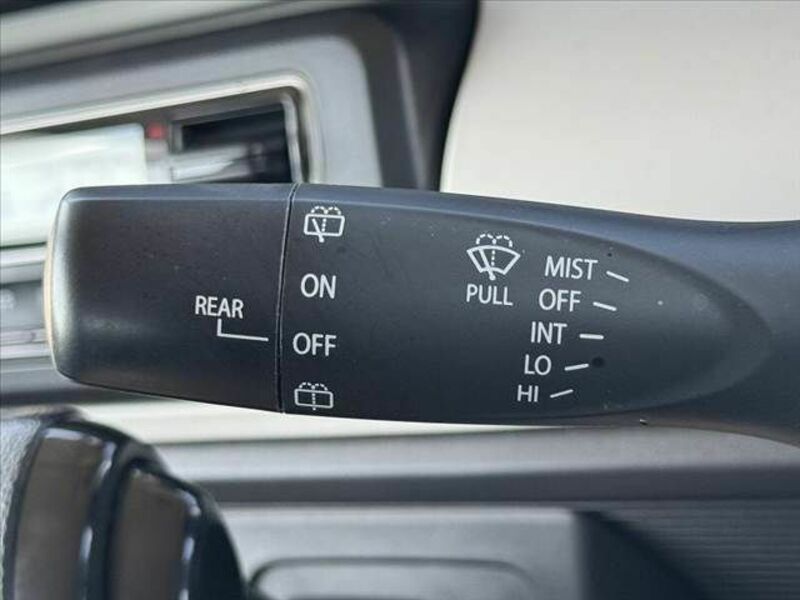 REAR
ON
OFF
PULL
MIST
OFF
INT
LO
HI